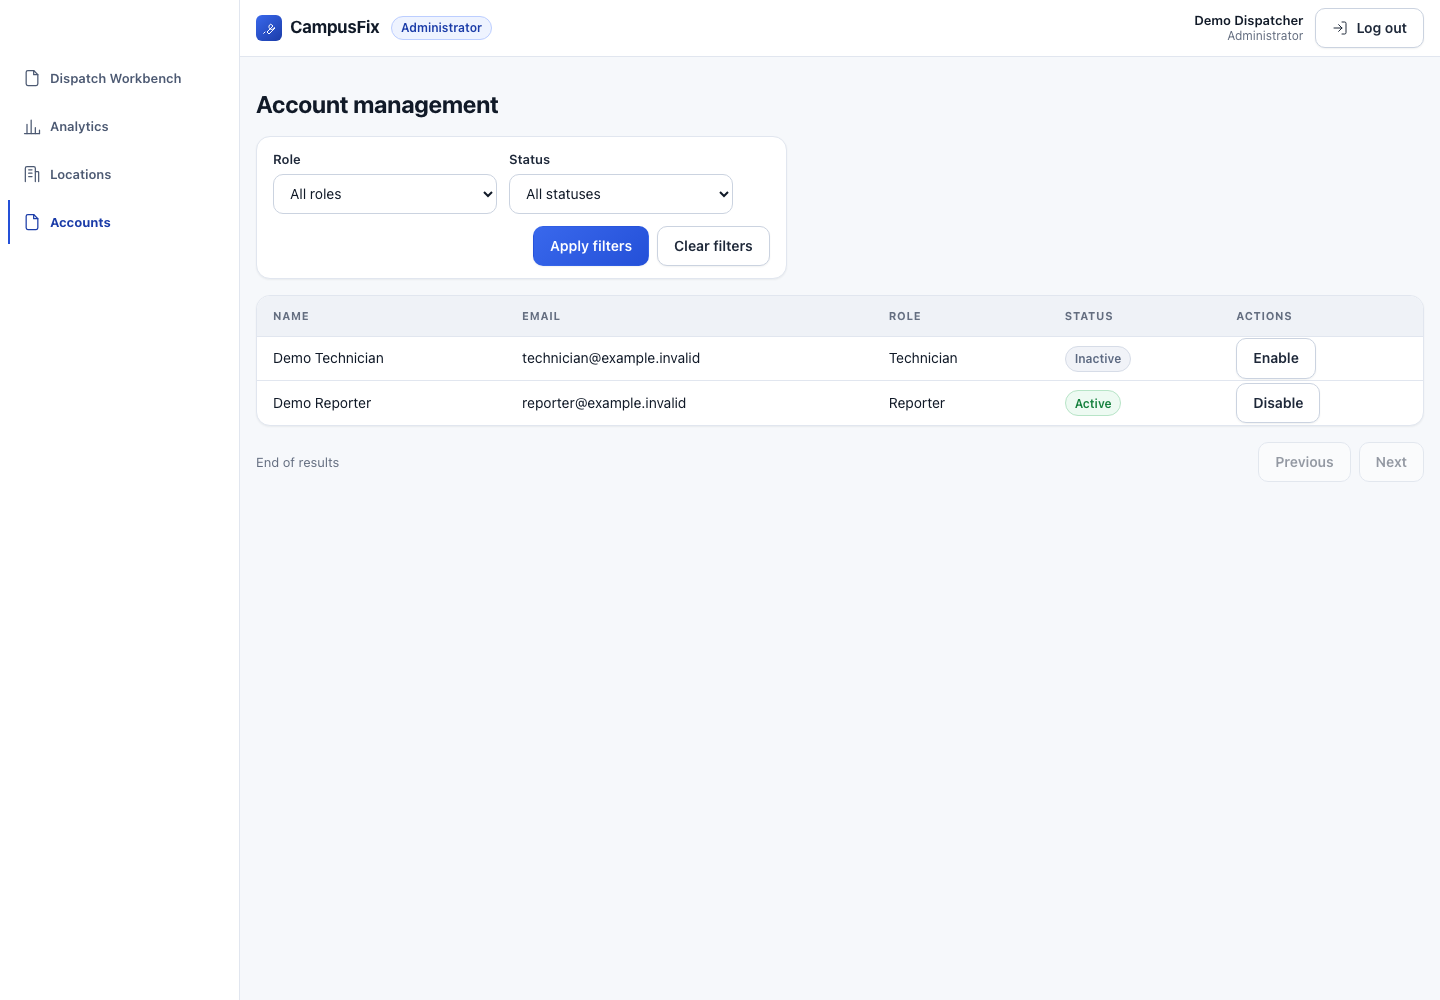 CampusFix
Administrator
Demo Dispatcher
Administrator
Log out
Dispatch Workbench
Analytics
Locations
Accounts
Account management
Role
Status
All roles
All statuses
Apply filters
Clear filters
NAME EMAIL ROLE STATUS ACTIONS
Demo Technician technician@example.invalid Technician Inactive Enable
Demo Reporter reporter@example.invalid Reporter Active Disable
End of results
Previous
Next